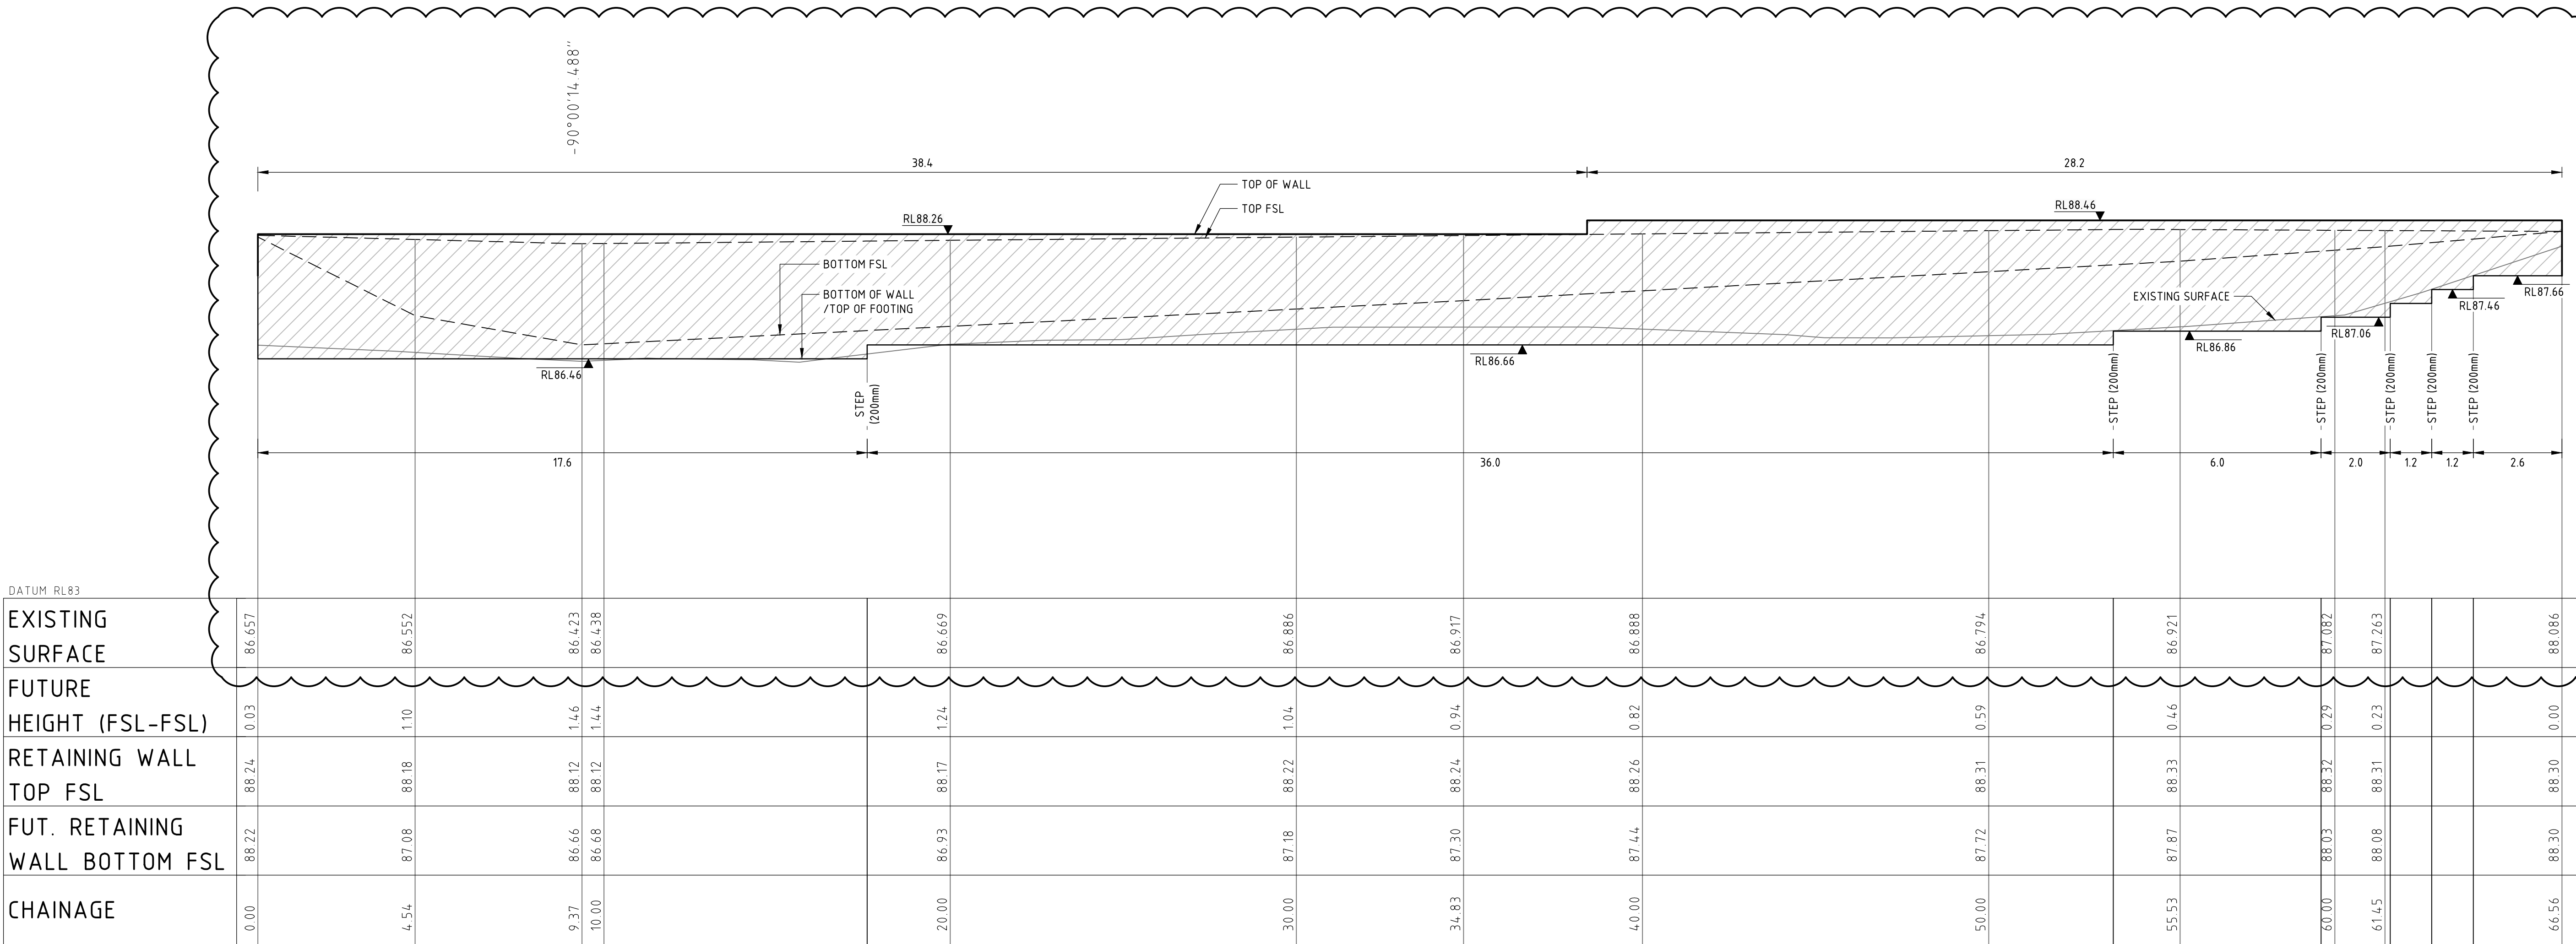 -90°00'14.488"
38.4
28.2
TOP OF WALL
TOP FSL
RL88.26
RL88.46
BOTTOM FSL
BOTTOM OF WALL
/TOP OF FOOTING
EXISTING SURFACE
RL87.66
RL87.46
RL87.06
RL86.86
RL86.66
RL86.46
STEP
(200mm)
STEP (200mm)
STEP (200mm)
STEP (200mm)
STEP (200mm)
STEP (200mm)
17.6
36.0
6.0
2.0
1.2
1.2
2.6
DATUM RL83
EXISTING
SURFACE
86.657
86.552
86.423
86.438
86.669
86.886
86.917
86.888
86.794
86.921
87.082
87.263
88.086
FUTURE
HEIGHT (FSL-FSL)
0.03
1.10
1.46
1.44
1.24
1.04
0.94
0.82
0.59
0.46
0.29
0.23
0.00
RETAINING WALL
TOP FSL
88.24
88.18
88.12
88.12
88.17
88.22
88.24
88.26
88.31
88.33
88.32
88.31
88.30
FUT. RETAINING
WALL BOTTOM FSL
88.22
87.08
86.66
86.68
86.93
87.18
87.30
87.44
87.72
87.87
88.03
88.08
88.30
CHAINAGE
0.00
4.54
9.37
10.00
20.00
30.00
34.83
40.00
50.00
55.53
60.00
61.45
66.56